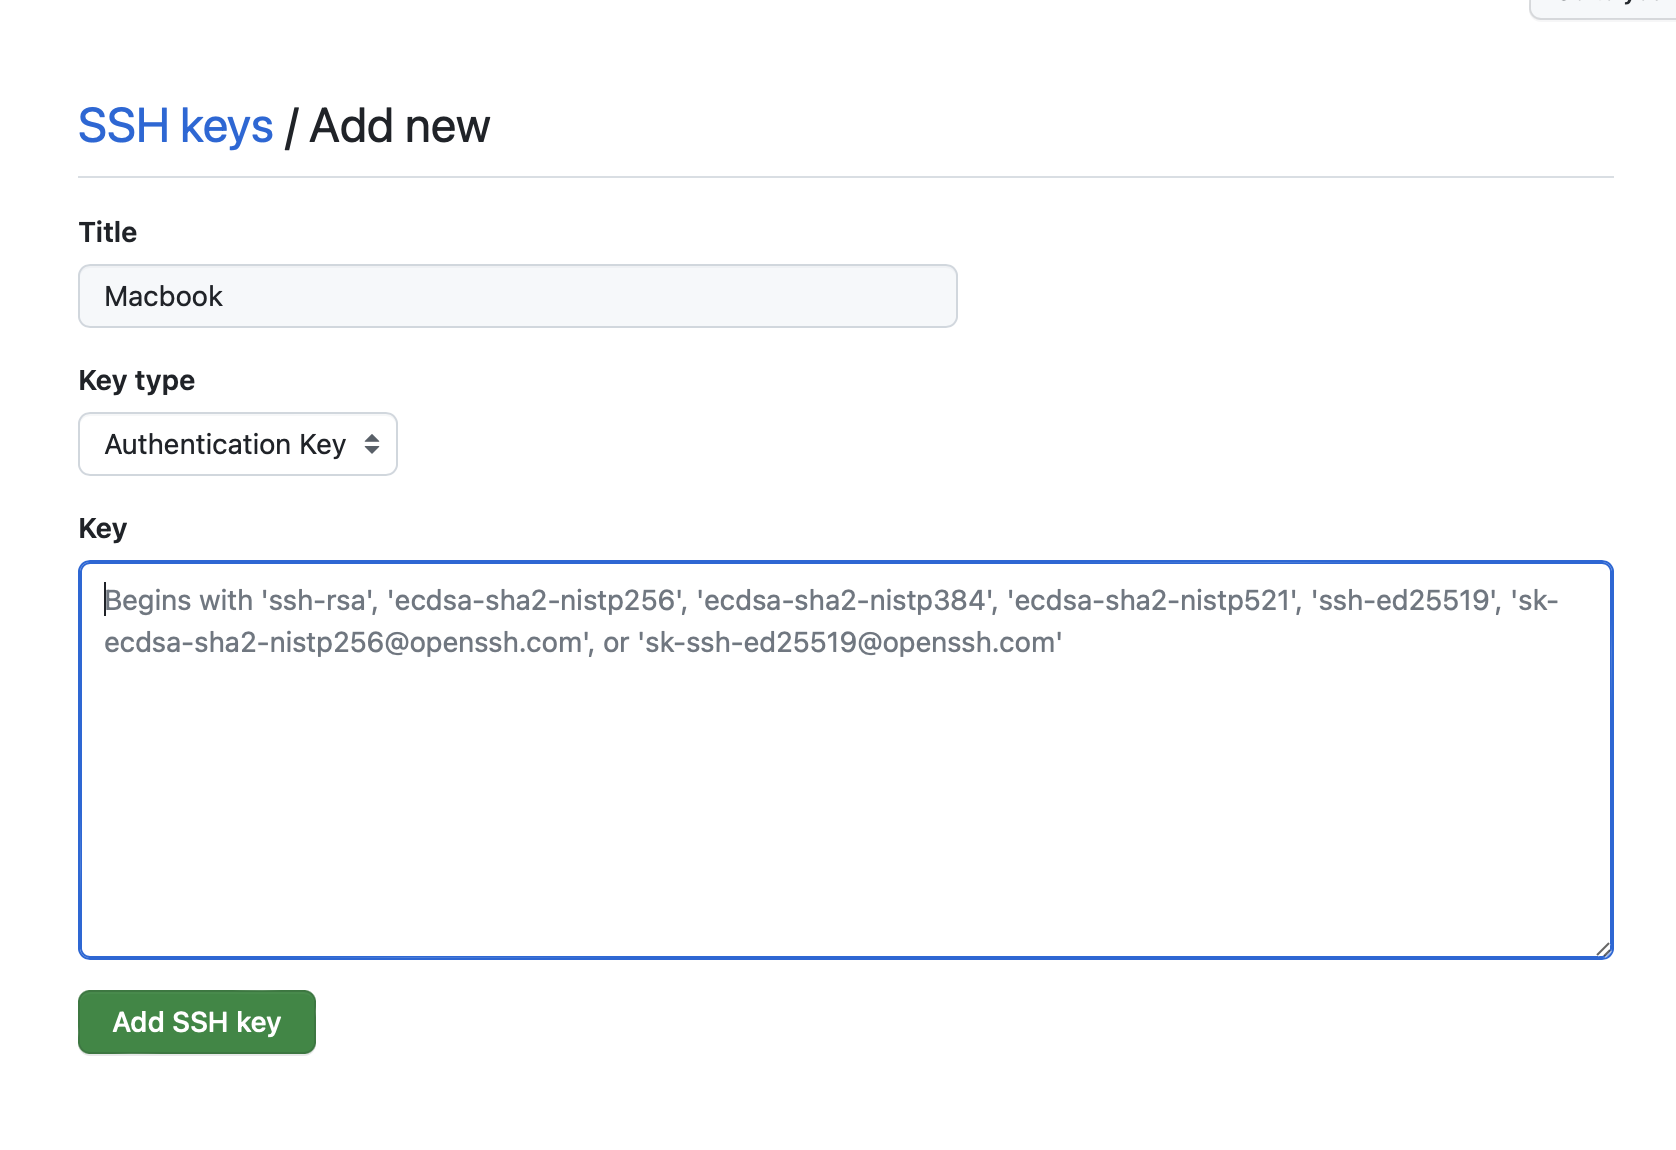 SSH keys / Add new
Title
Macbook
Key type
Authentication Key
Key
Begins with 'ssh-rsa', 'ecdsa-sha2-nistp256', 'ecdsa-sha2-nistp384', 'ecdsa-sha2-nistp521', 'ssh-ed25519', 'sk-
ecdsa-sha2-nistp256@openssh.com', or 'sk-ssh-ed25519@openssh.com'
Add SSH key